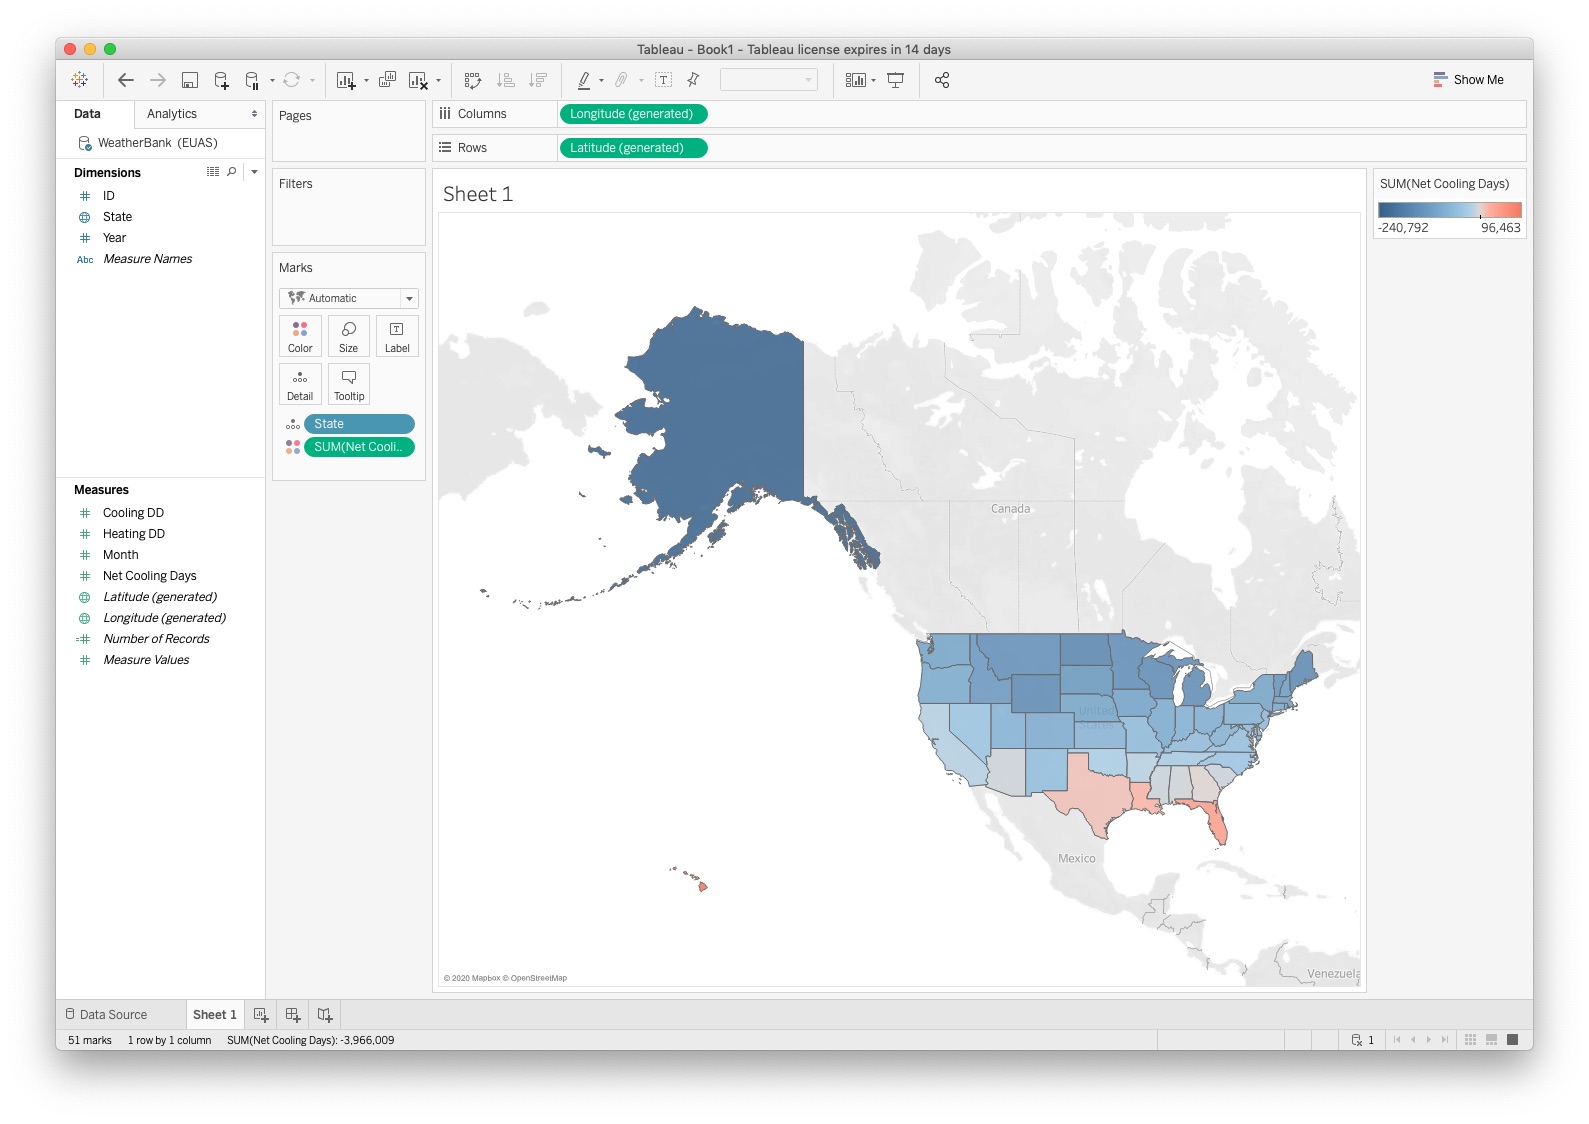 Tableau - Book1 - Tableau license expires in 14 days
Show Me
Data
Analytics
WeatherBank (EUAS)
Dimensions
ID
State
Year
Abc Measure Names
Measures
Cooling DD
Heating DD
Month
Net Cooling Days
Latitude (generated)
Longitude (generated)
Number of Records
Measure Values
Pages
Filters
Marks
Automatic
Color
Size
Label
Detail
Tooltip
State
SUM(Net Cooli..
Columns
Longitude (generated)
Rows
Latitude (generated)
Sheet 1
Canada
United
States
Mexico
Venezuela
© 2020 Mapbox © OpenStreetMap
SUM(Net Cooling Days)
-240,792
96,463
Data Source
Sheet 1
51 marks
1 row by 1 column
SUM(Net Cooling Days): -3,966,009
1